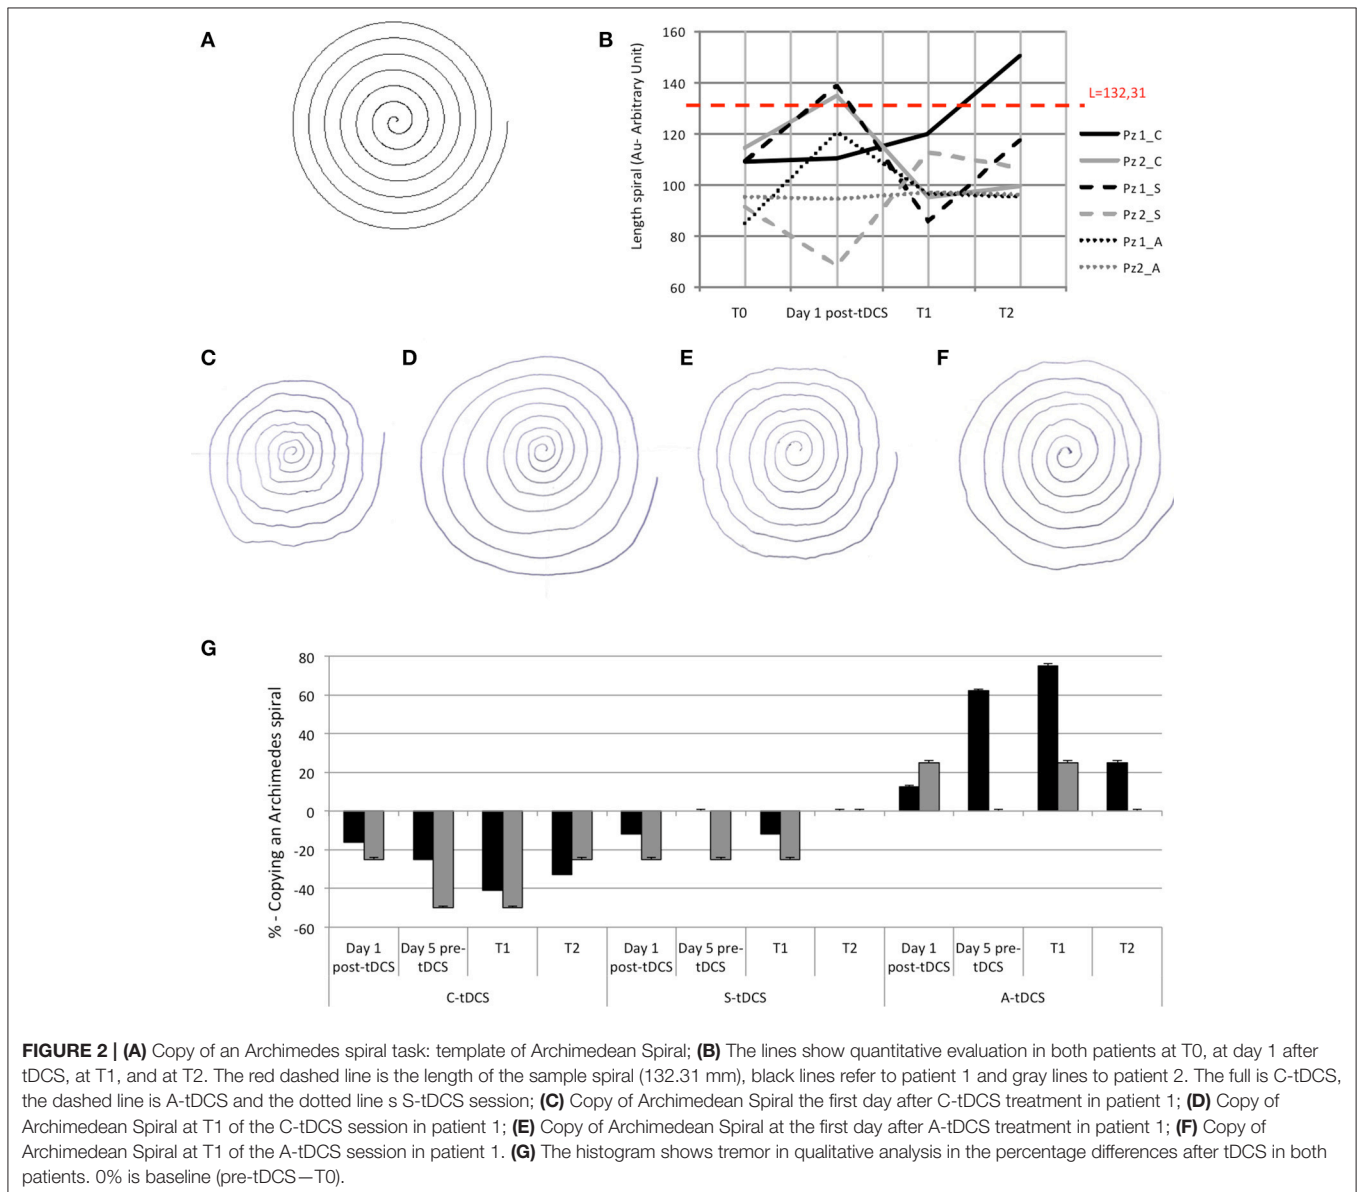 A
B
160
140
120
100
80
60
Length spiral (Au- Arbitrary Unit)
L=132,31
Pz 1_C
Pz 2_C
Pz 1_S
Pz 2_S
Pz 1_A
Pz2_A
T0 Day 1 post-tDCS T1 T2
C D E F
G
80
60
40
20
0
-20
-40
-60
% - Copying an Archimedes spiral
Day 1 post-tDCS Day 5 pre-tDCS T1 T2 Day 1 post-tDCS Day 5 pre-tDCS T1 T2 Day 1 post-tDCS Day 5 pre-tDCS T1 T2
C-tDCS S-tDCS A-tDCS
FIGURE 2 | (A) Copy of an Archimedes spiral task: template of Archimedean Spiral; (B) The lines show quantitative evaluation in both patients at T0, at day 1 after
tDCS, at T1, and at T2. The red dashed line is the length of the sample spiral (132.31 mm), black lines refer to patient 1 and gray lines to patient 2. The full is C-tDCS,
the dashed line is A-tDCS and the dotted line s S-tDCS session; (C) Copy of Archimedean Spiral the first day after C-tDCS treatment in patient 1; (D) Copy of
Archimedean Spiral at T1 of the C-tDCS session in patient 1; (E) Copy of Archimedean Spiral at the first day after A-tDCS treatment in patient 1; (F) Copy of
Archimedean Spiral at T1 of the A-tDCS session in patient 1. (G) The histogram shows tremor in qualitative analysis in the percentage differences after tDCS in both
patients. 0% is baseline (pre-tDCS—T0).